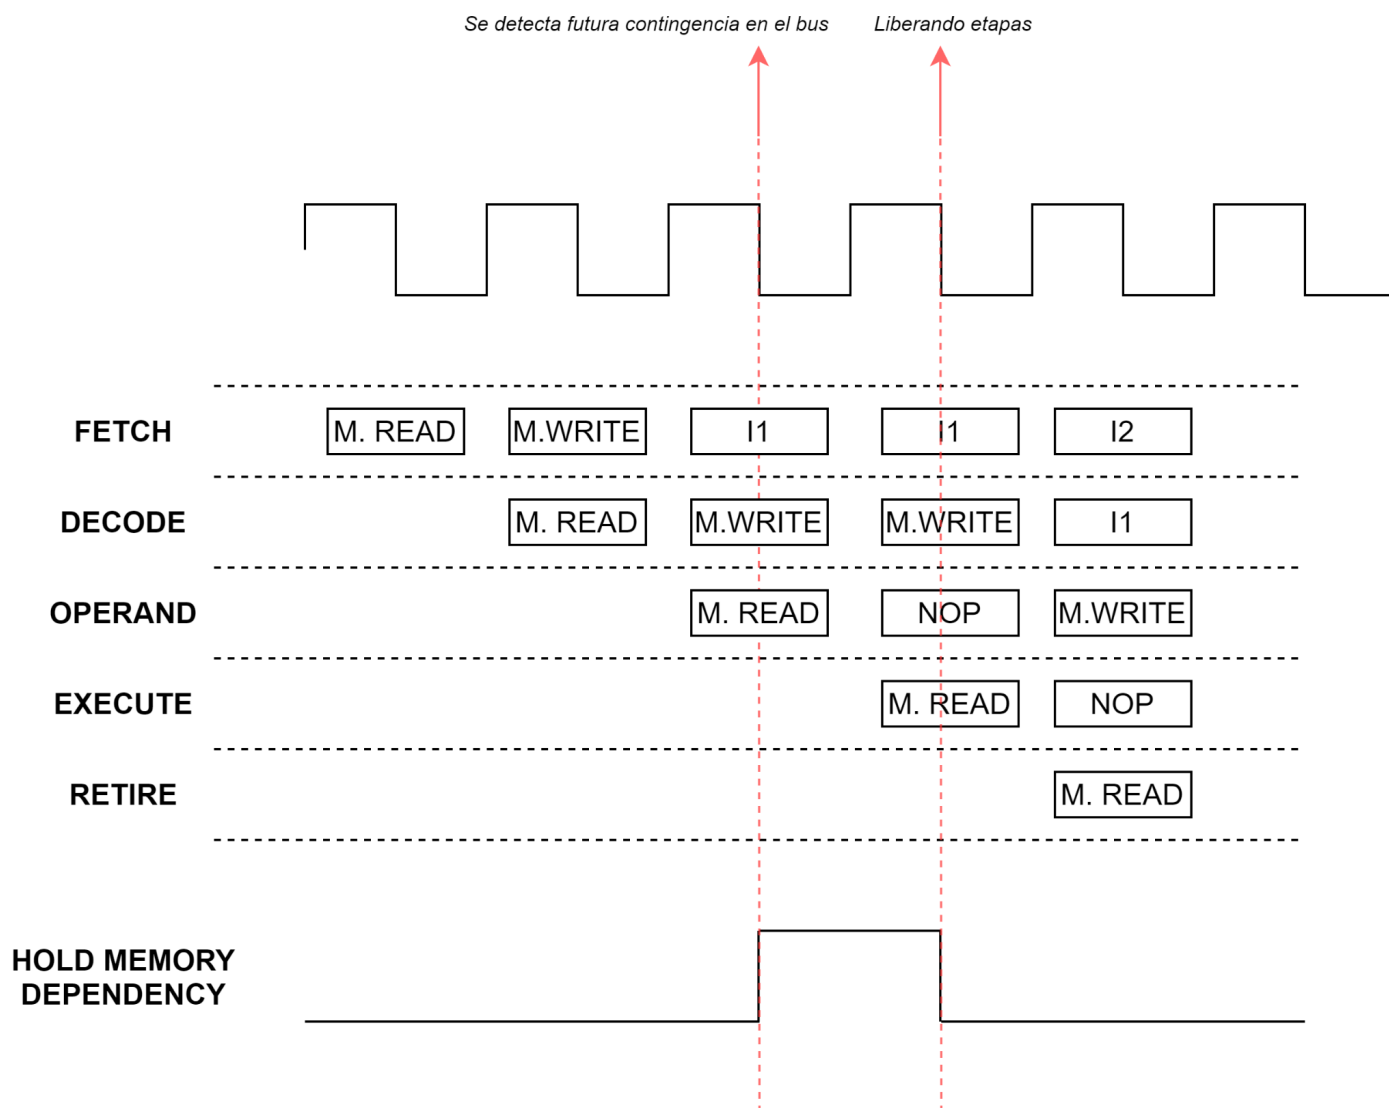 Se detecta futura contingencia en el bus
Liberando etapas
FETCH
M. READ
M.WRITE
I1
I1
I2
DECODE
M. READ
M.WRITE
M.WRITE
I1
OPERAND
M. READ
NOP
M.WRITE
EXECUTE
M. READ
NOP
RETIRE
M. READ
HOLD MEMORY
DEPENDENCY